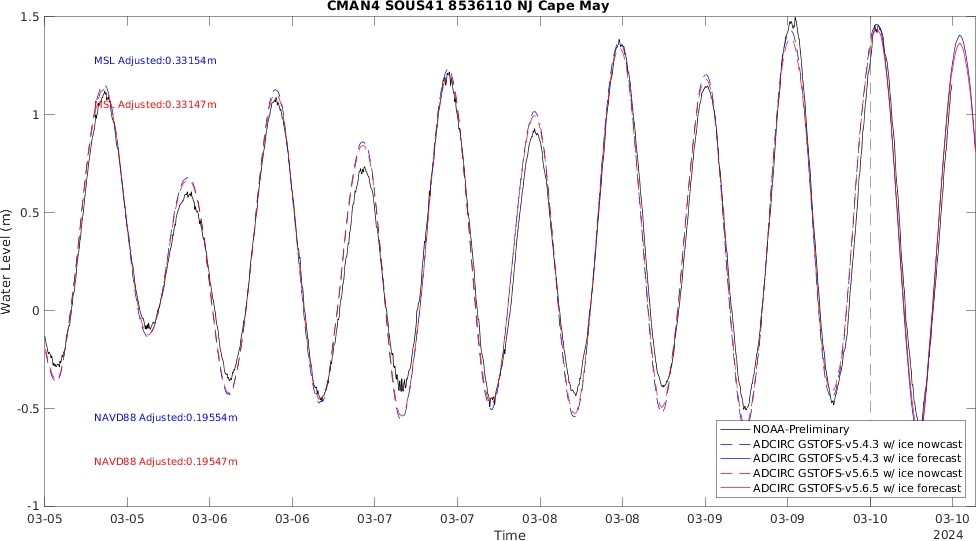 CMAN4 SOUS41 8536110 NJ Cape May
1.5
1
0.5
0
-0.5
-1
Water Level (m)
MSL Adjusted:0.33154m
MSL Adjusted:0.33147m
NAVD88 Adjusted:0.19554m
NAVD88 Adjusted:0.19547m
NOAA-Preliminary
ADCIRC GSTOFS-v5.4.3 w/ ice nowcast
ADCIRC GSTOFS-v5.4.3 w/ ice forecast
ADCIRC GSTOFS-v5.6.5 w/ ice nowcast
ADCIRC GSTOFS-v5.6.5 w/ ice forecast
03-05 03-05 03-06 03-06 03-07 03-07 03-08 03-08 03-09 03-09 03-10 03-10
Time
2024